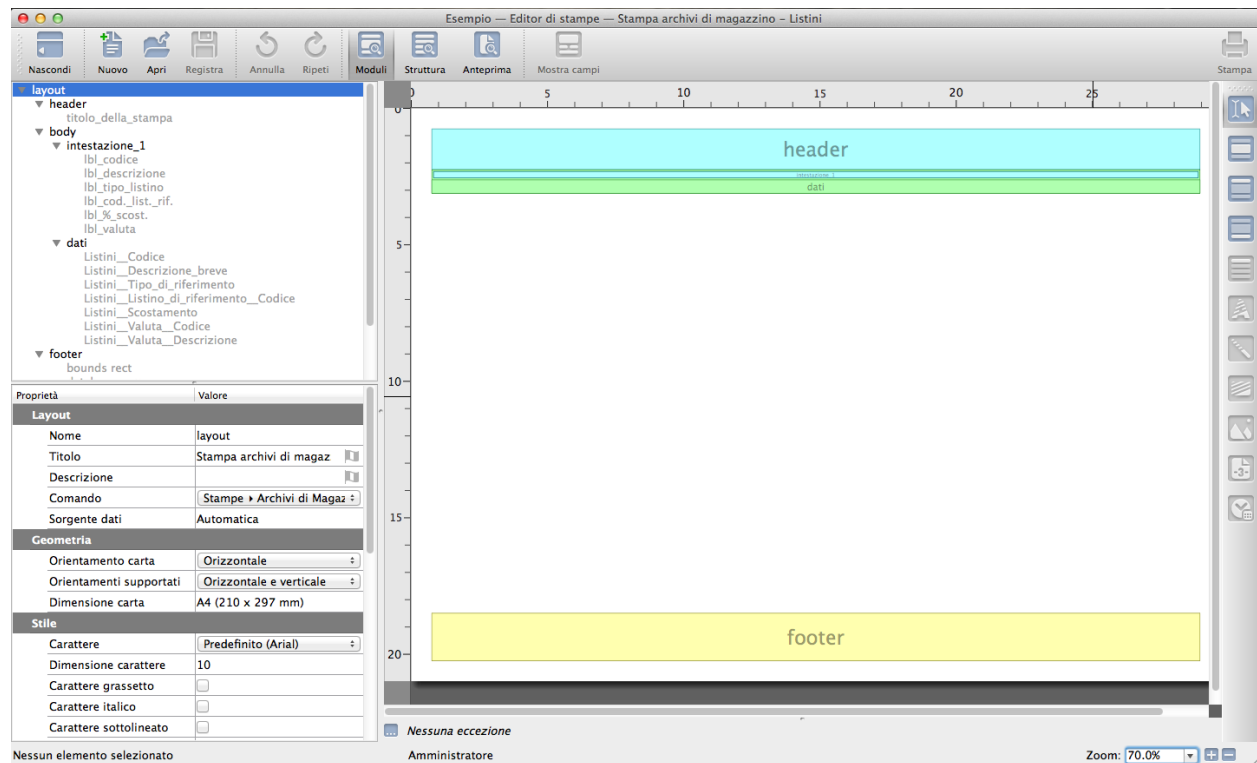 Esempo — Editor di stampe — Stampa archivi di magazzino – Listini
Nascondi Nuovo Apri Registra Annulla Ripeti Moduli Struttura Anteprima Mostra campi Stampa
layout
header
titolo_della_stampa
body
intestazione_1
lbl_codice
lbl_descrizione
lbl_tipo_listino
lbl_cod._list._rif.
lbl_%_scost.
lbl_valuta
dati
Listini__Codice
Listini__Descrizione_breve
Listini__Tipo_di_riferimento
Listini__Listino_di_riferimento__Codice
Listini__Scostamento
Listini__Valuta__Codice
Listini__Valuta__Descrizione
footer
bounds rect
Proprietà Valore
Layout
Nome layout
Titolo Stampa archivi di magaz
Descrizione
Comando Stampe ▸ Archivi di Magaz
Sorgente dati Automatica
Geometria
Orientamento carta Orizzontale
Orientamenti supportati Orizzontale e verticale
Dimensione carta A4 (210 x 297 mm)
Stile
Carattere Predefinito (Arial)
Dimensione carattere 10
Carattere grassetto
Carattere italico
Carattere sottolineato
0 5 10 15 20 25
0
5
10
15
20
header
intestazione_1
dati
footer
-3-
... Nessuna eccezione
Nessun elemento selezionato Amministratore Zoom: 70.0%